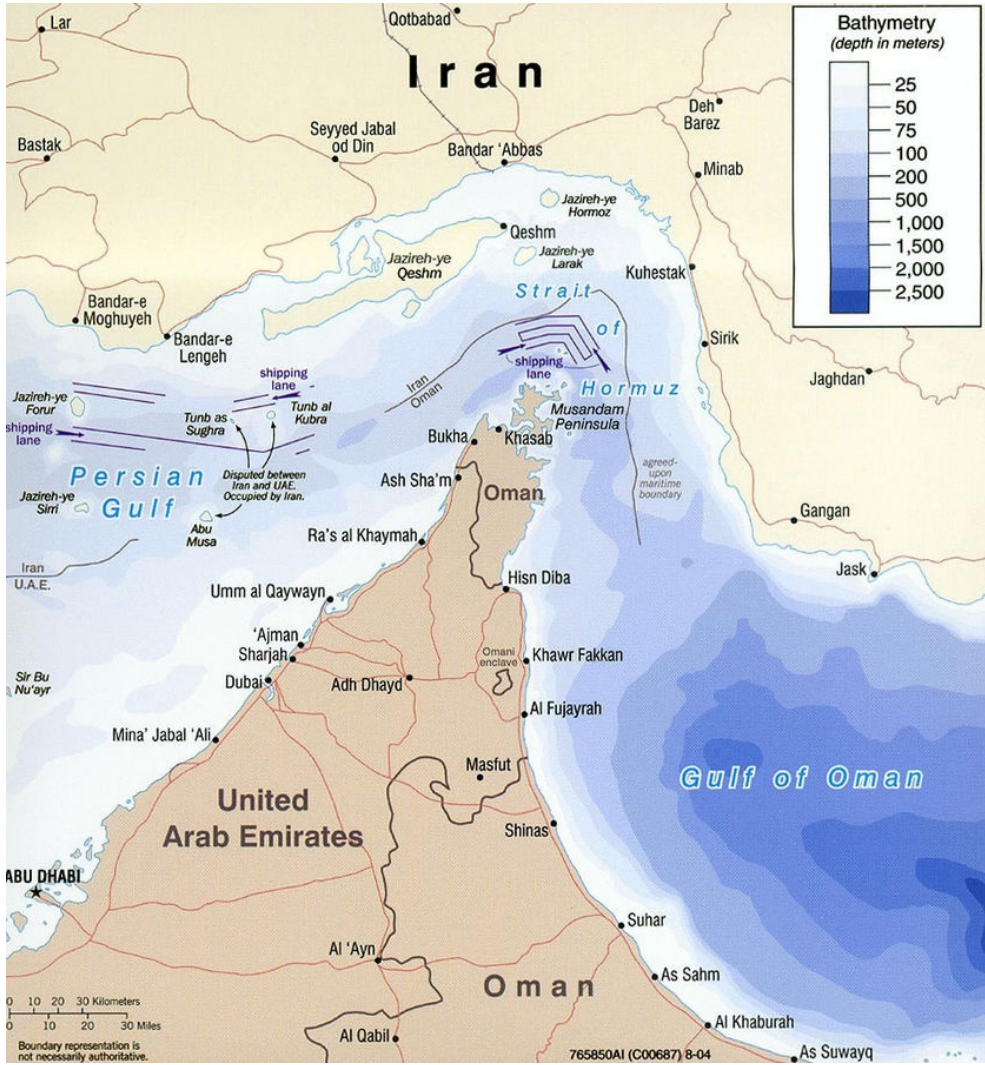 Lar
Qotbabad
Iran
Bathymetry
(depth in meters)
25
50
75
100
200
500
1,000
1,500
2,000
2,500
Deh
Barez
Bastak
Seyyed Jabal
od Din
Bandar ‘Abbas
Minab
Jazireh-ye
Hormoz
Qeshm
Jazireh-ye
Qeshm
Jazireh-ye
Larak
Kuhestak
Strait
of
Hormuz
Bandar-e
Moghuyeh
Bandar-e
Lengeh
Sirik
Jaghdan
shipping
lane
Iran
Oman
shipping
lane
Jazireh-ye
Forur
Tunb as
Sughra
Tunb al
Kubra
Musandam
Peninsula
shipping
lane
Bukha
Khasab
Persian
Gulf
Disputed between
Iran and UAE.
Occupied by Iran.
Ash Sha’m
Oman
agreed-
upon
maritime
boundary
Jazireh-ye
Sirri
Abu
Musa
Gangan
Ra’s al Khaymah
Iran
U.A.E.
Jask
Umm al Qaywayn
Hisn Diba
‘Ajman
Sharjah
Omani
enclave
Khawr Fakkan
Sir Bu
Nu‘ayr
Dubai
Adh Dhayd
Al Fujayrah
Mina’ Jabal ‘Ali
Masfut
Gulf of Oman
United
Arab Emirates
Shinas
ABU DHABI
Suhar
Al ‘Ayn
As Sahm
Oman
0 10 20 30 Kilometers
0 10 20 30 Miles
Al Khaburah
Al Qabil
Boundary representation is
not necessarily authoritative.
765850AI (C00687) 8-04
As Suwayq